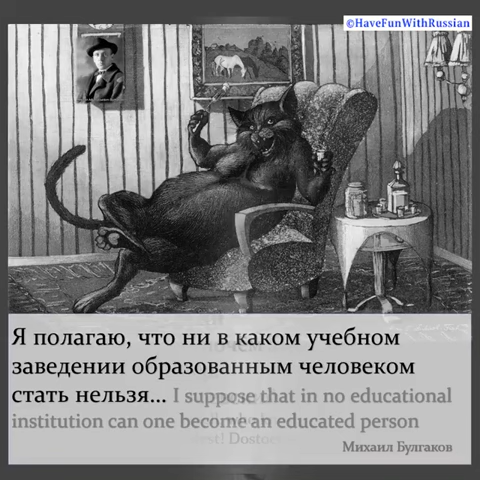 ©HaveFunWithRussian
Я полагаю, что ни в каком учебном
заведении образованным человеком
стать нельзя... I suppose that in no educational
institution can one become an educated person
Михаил Булгаков